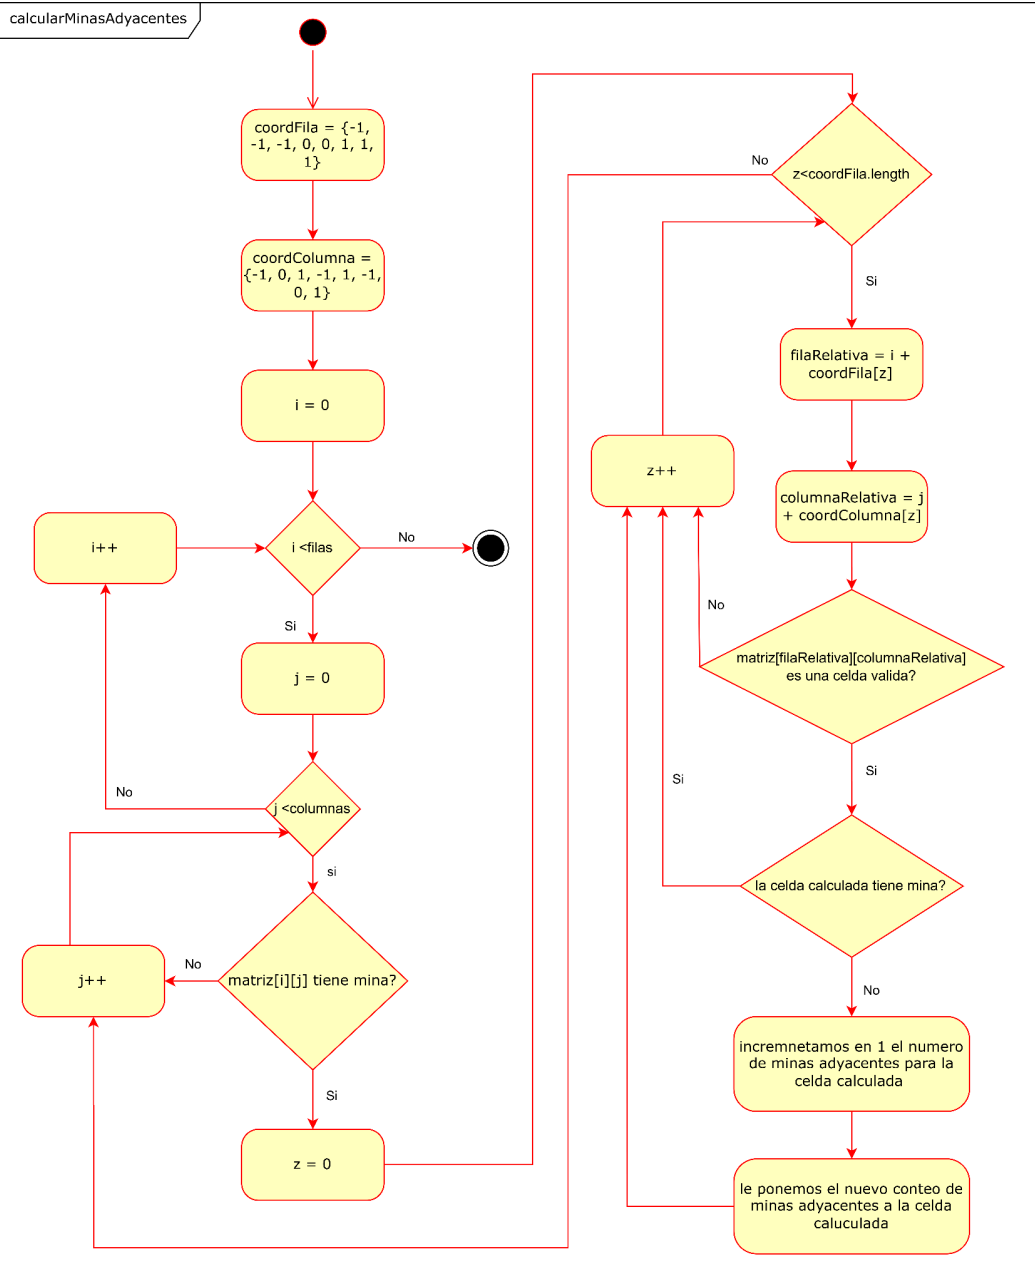 calcularMinasAdyacentes
coordFila = {-1,
-1, -1, 0, 0, 1, 1,
1}
coordColumna =
{-1, 0, 1, -1, 1, -1,
0, 1}
i = 0
i <filas
No
i++
Si
j = 0
j <columnas
No
si
matriz[i][j] tiene mina?
No
j++
Si
z = 0
z<coordFila.length
No
Si
filaRelativa = i +
coordFila[z]
columnaRelativa = j
+ coordColumna[z]
z++
matriz[filaRelativa][columnaRelativa]
es una celda valida?
No
Si
la celda calculada tiene mina?
Si
No
incremnetamos en 1 el numero
de minas adyacentes para la
celda calculada
le ponemos el nuevo conteo de
minas adyacentes a la celda
caluculada